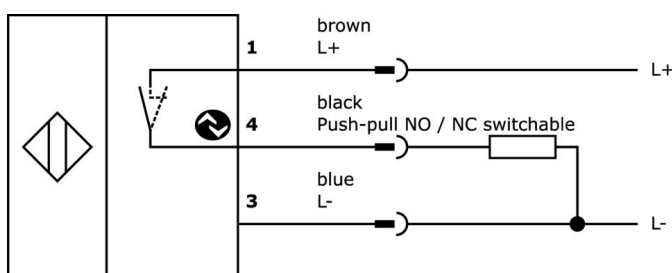 brown
1 L+
L+
black
4 Push-pull NO / NC switchable
blue
3 L-
L-